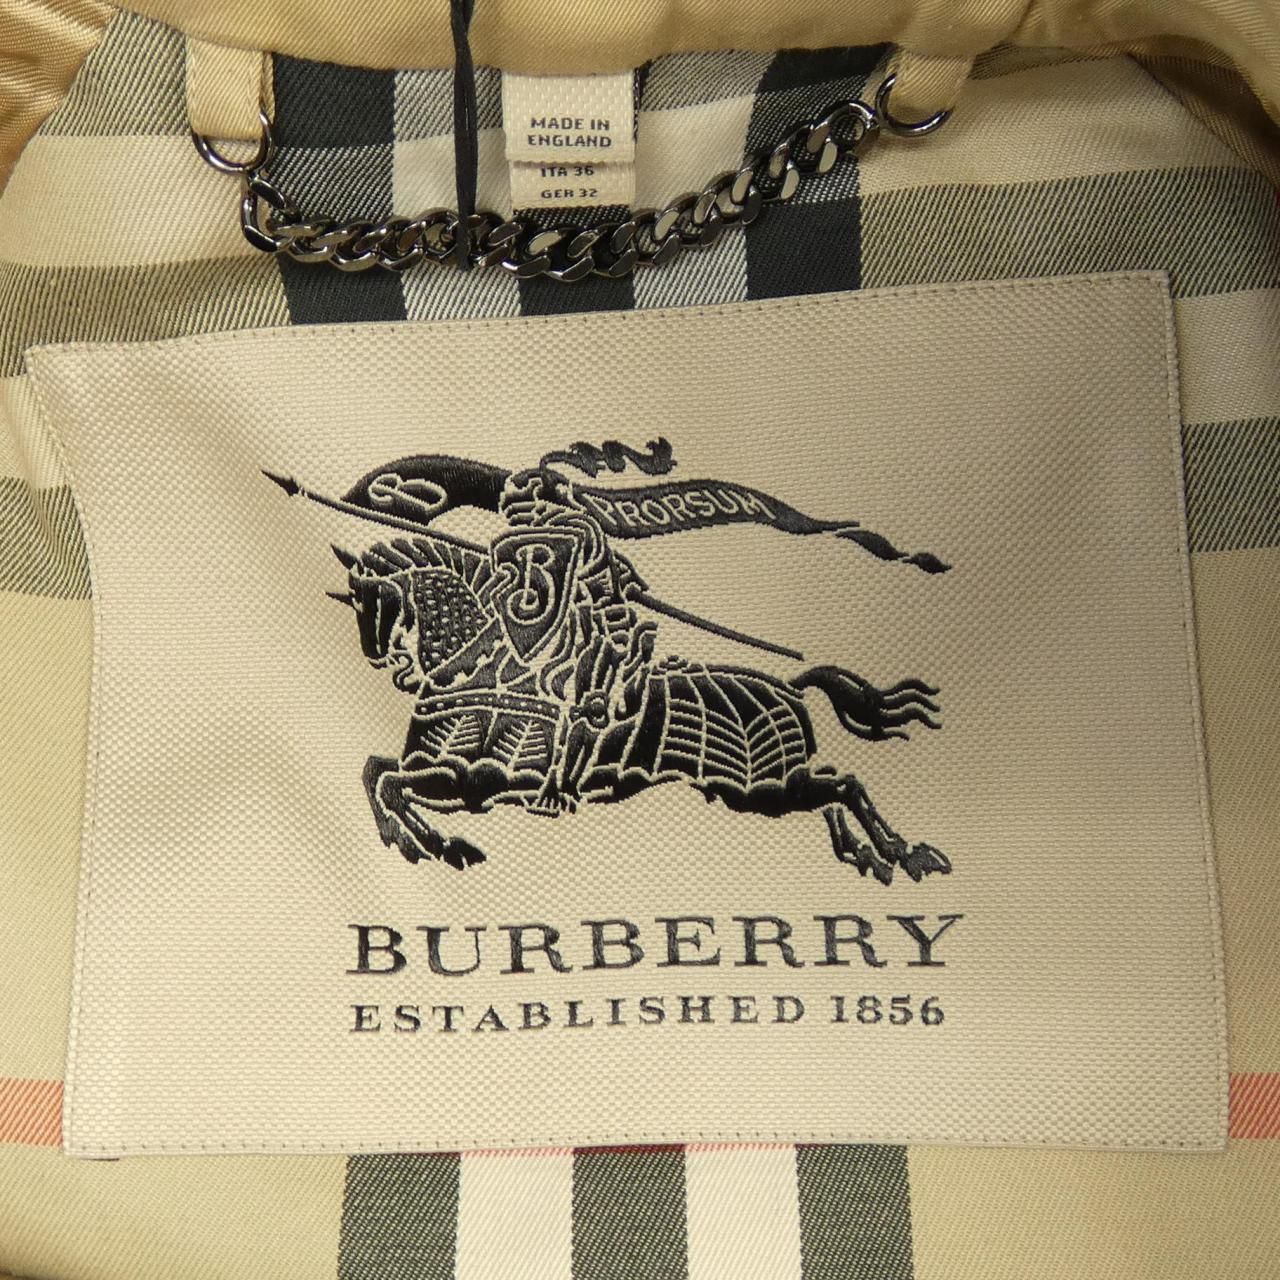 MADE IN
ENGLAND
ITA 36
GER 32
B PRORSUM
B
BURBERRY
ESTABLISHED 1856